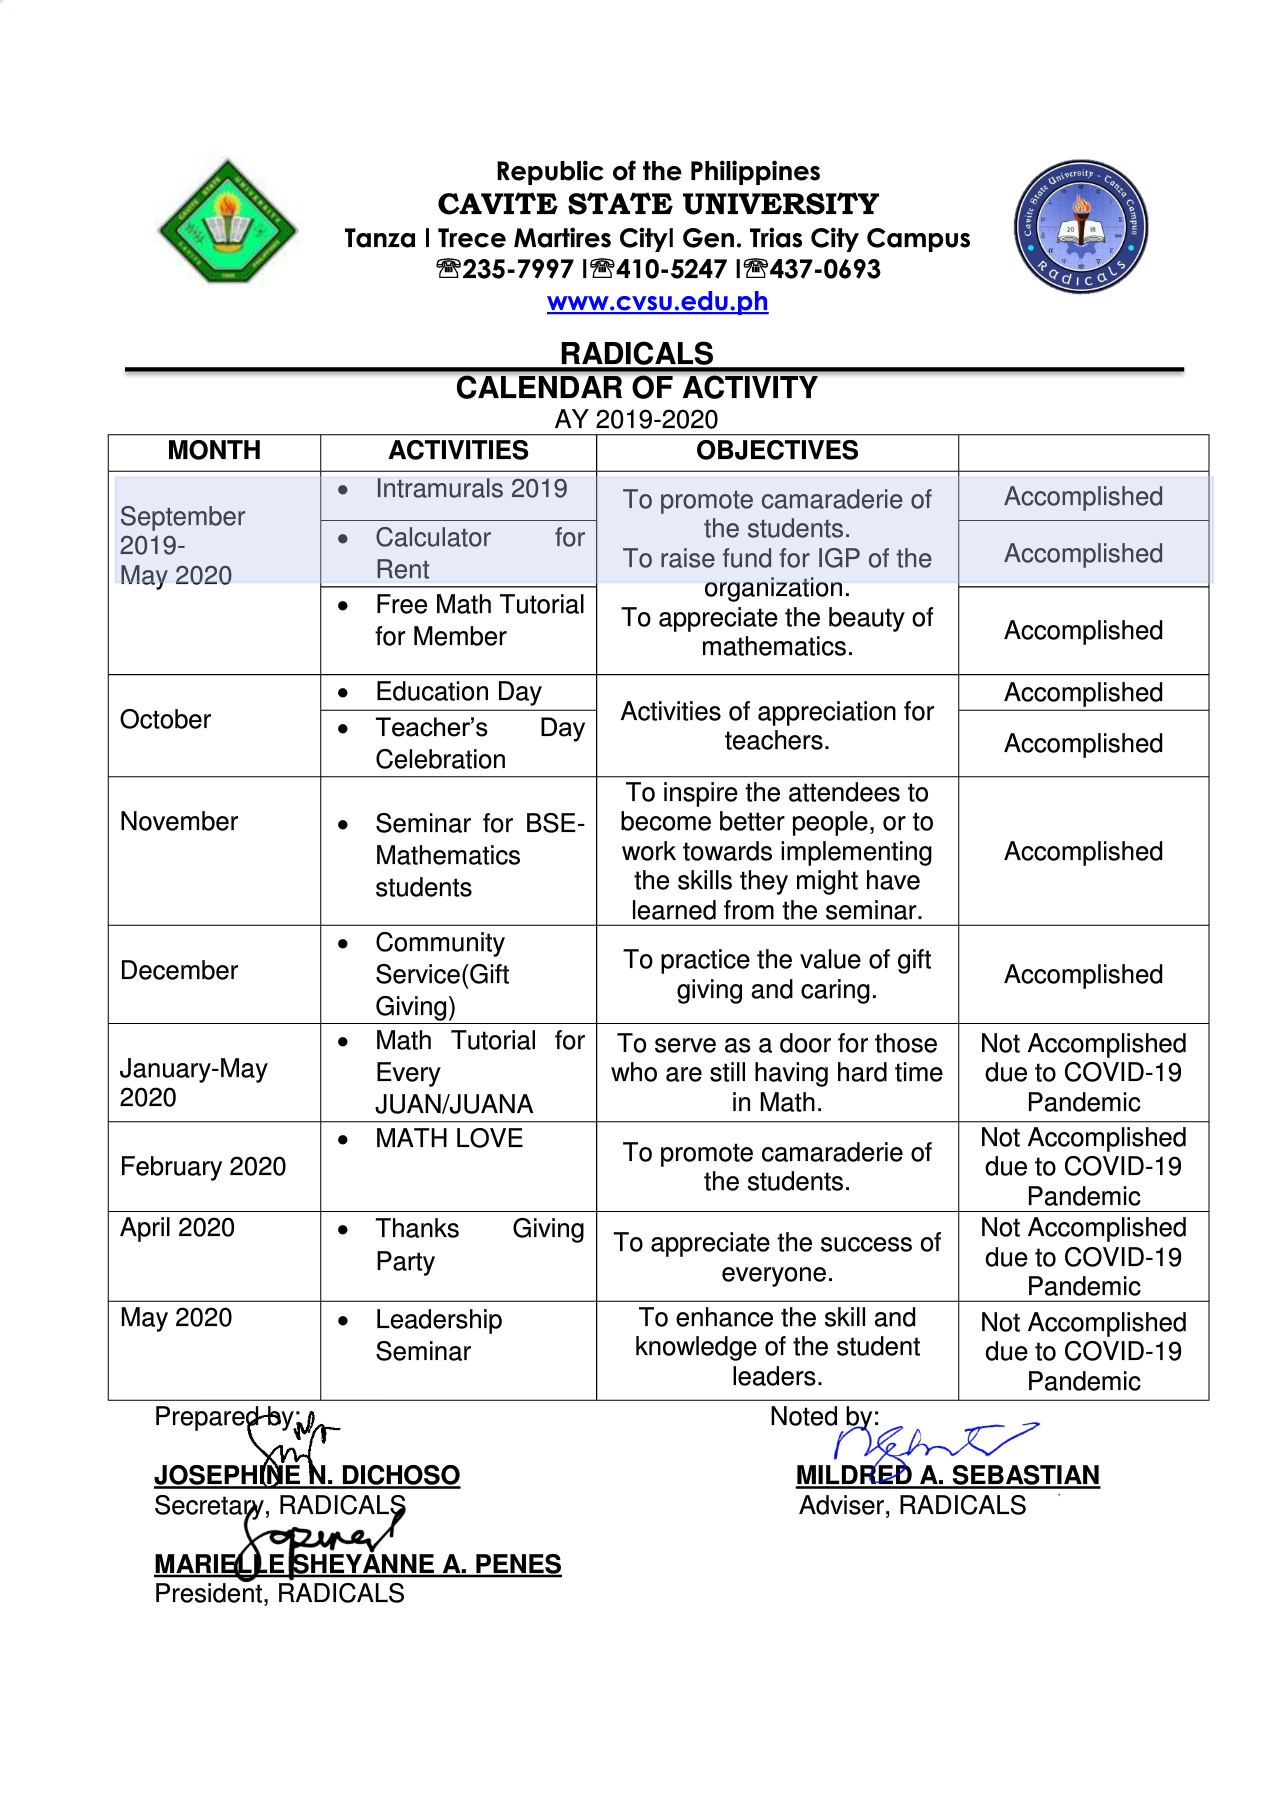 Republic of the Philippines
CAVITE STATE UNIVERSITY
Tanza | Trece Martires City| Gen. Trias City Campus
☏235-7997 |☏410-5247 |☏437-0693
www.cvsu.edu.ph
Cavite State University - Tanza Campus
20 18
Radicals
RADICALS
CALENDAR OF ACTIVITY
AY 2019-2020
MONTH ACTIVITIES OBJECTIVES
September
2019-
May 2020
• Intramurals 2019
• Calculator for
Rent
• Free Math Tutorial
for Member
To promote camaraderie of
the students.
To raise fund for IGP of the
organization.
To appreciate the beauty of
mathematics.
Accomplished
Accomplished
Accomplished
October
• Education Day
• Teacher’s Day
Celebration
Activities of appreciation for
teachers.
Accomplished
Accomplished
November
• Seminar for BSE-
Mathematics
students
To inspire the attendees to
become better people, or to
work towards implementing
the skills they might have
learned from the seminar.
Accomplished
December
• Community
Service(Gift
Giving)
To practice the value of gift
giving and caring.
Accomplished
January-May
2020
• Math Tutorial for
Every
JUAN/JUANA
To serve as a door for those
who are still having hard time
in Math.
Not Accomplished
due to COVID-19
Pandemic
February 2020
• MATH LOVE
To promote camaraderie of
the students.
Not Accomplished
due to COVID-19
Pandemic
April 2020
• Thanks Giving
Party
To appreciate the success of
everyone.
Not Accomplished
due to COVID-19
Pandemic
May 2020
• Leadership
Seminar
To enhance the skill and
knowledge of the student
leaders.
Not Accomplished
due to COVID-19
Pandemic
Prepared by:
JOSEPHINE N. DICHOSO
Secretary, RADICALS
MARIELLE SHEYANNE A. PENES
President, RADICALS
Noted by:
MILDRED A. SEBASTIAN
Adviser, RADICALS